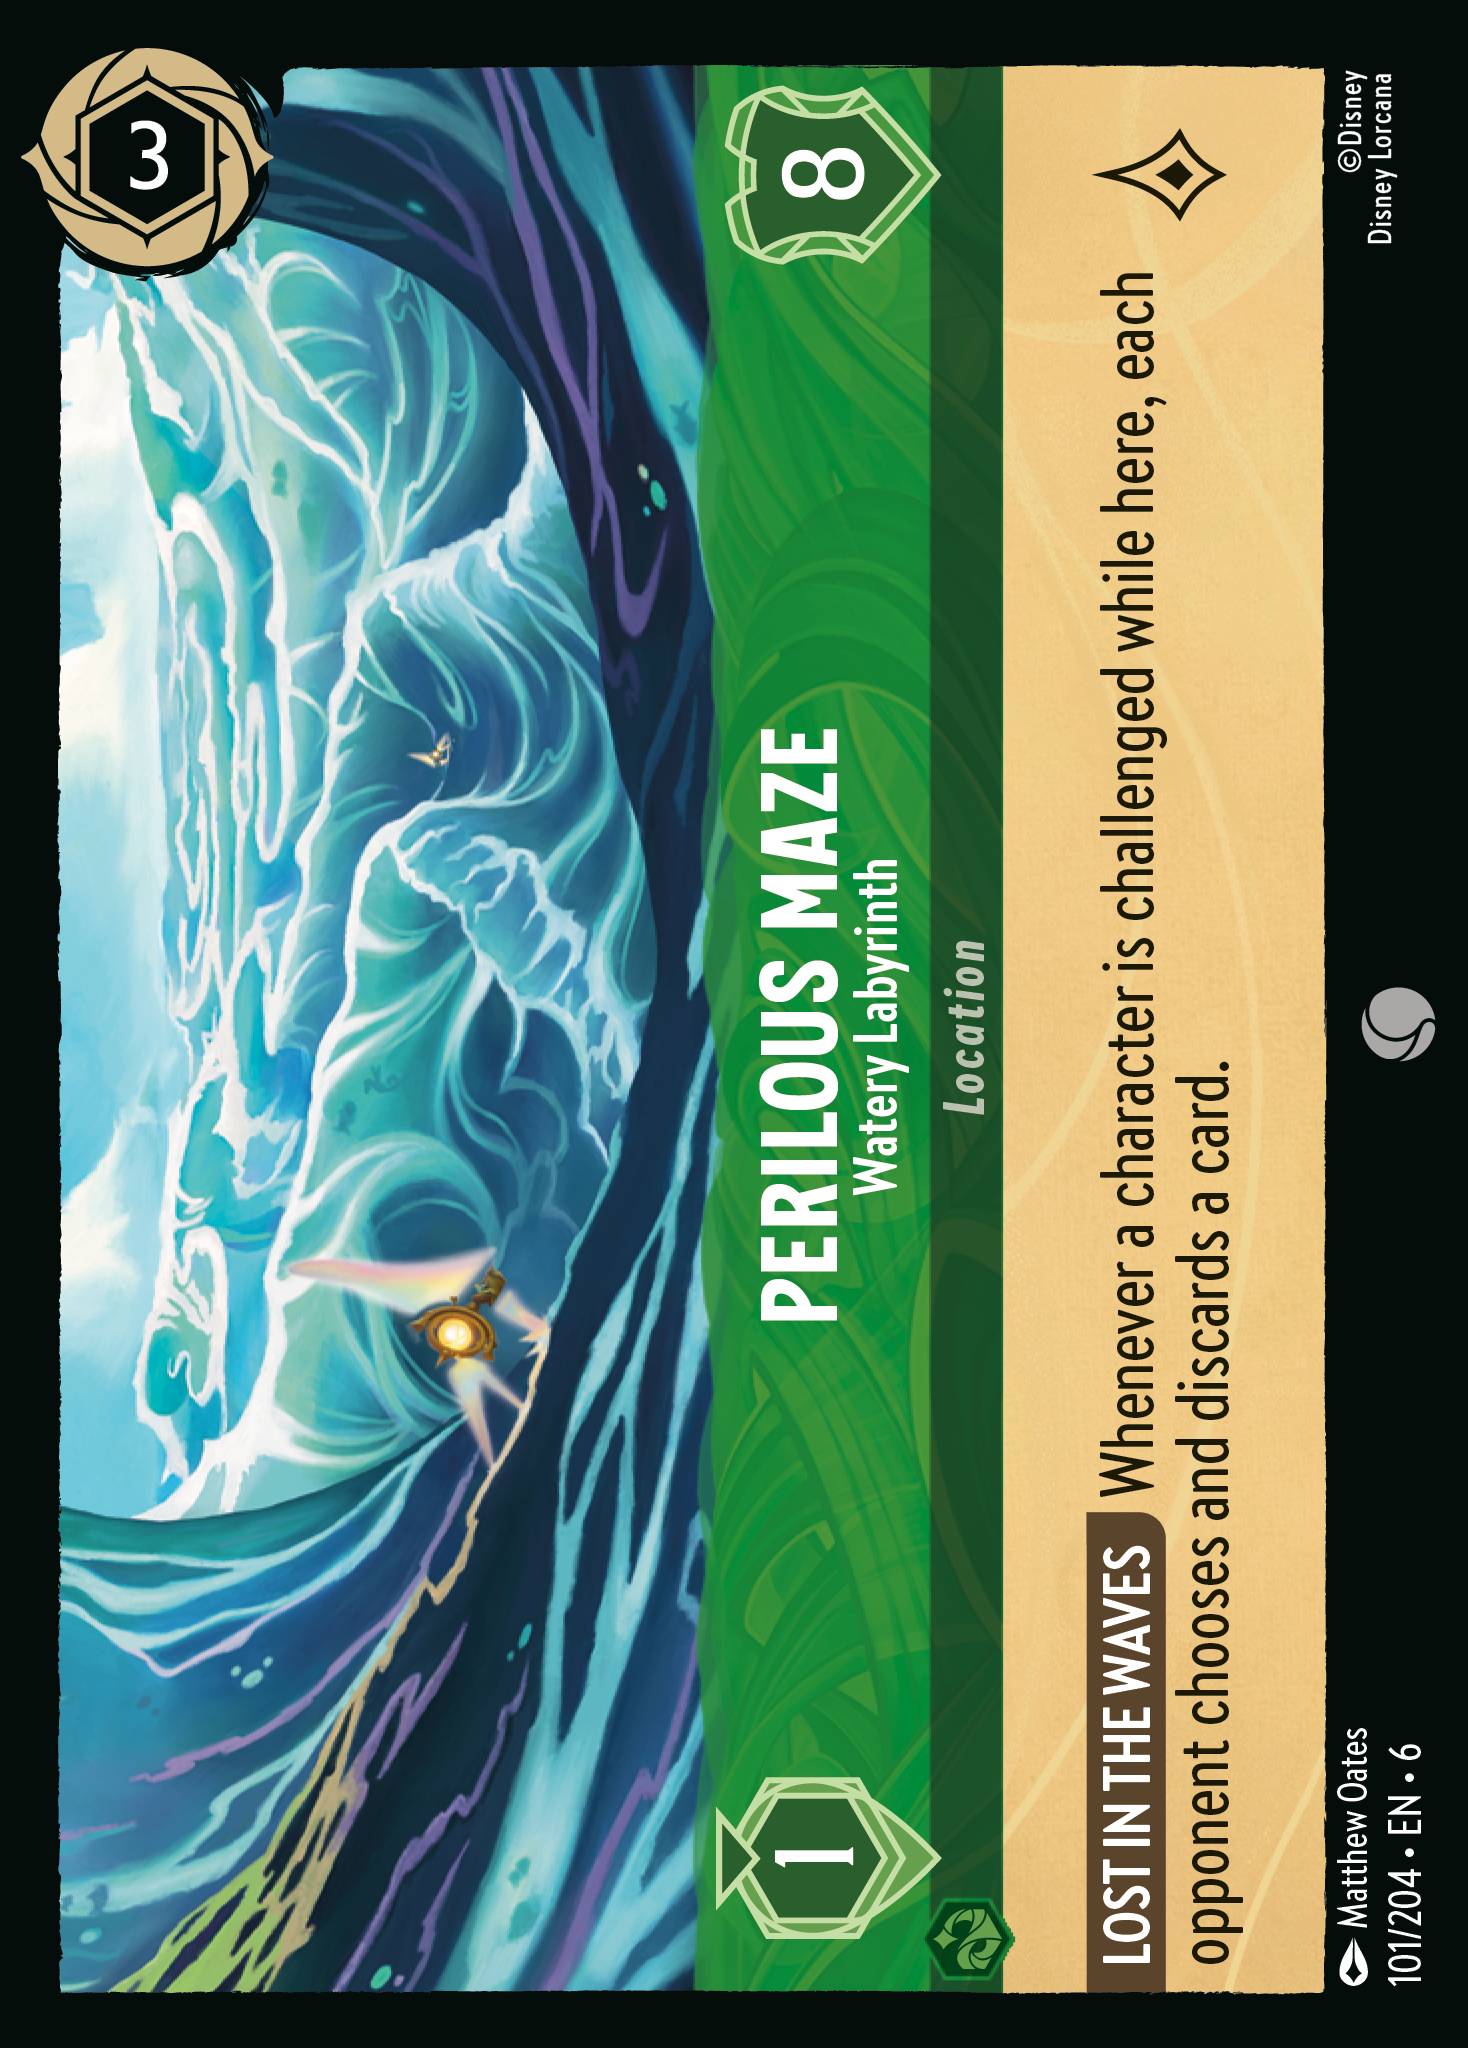 3
1
PERILOUS MAZE
8
Watery Labyrinth
Location
LOST IN THE WAVES Whenever a character is challenged while here, each
opponent chooses and discards a card.
Matthew Oates
101/204 • EN • 6
©Disney
Disney Lorcana